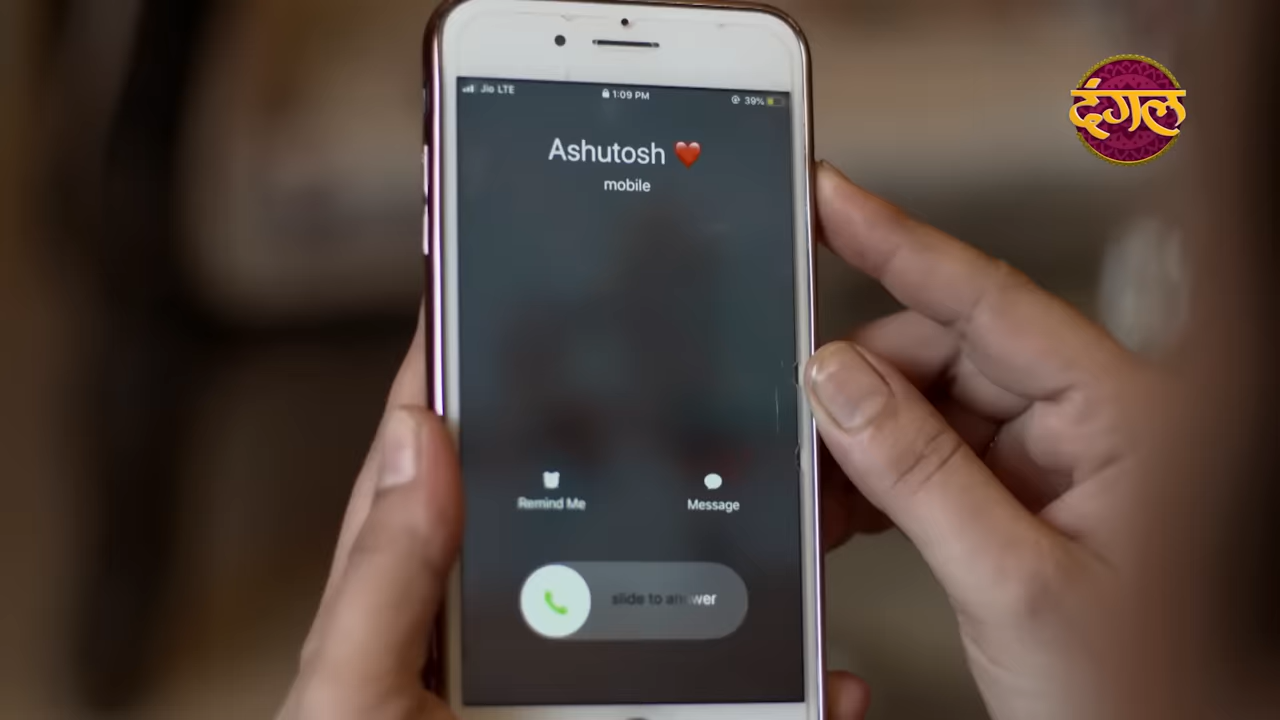 Jio LTE 1:09 PM 39%
Ashutosh ❤️
mobile
Remind Me Message
slide to answer
दंगल